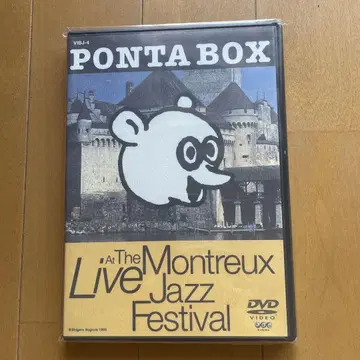 VIBJ-4
PONTA BOX
Live At The Montreux
Jazz
Festival
DVD
VIDEO